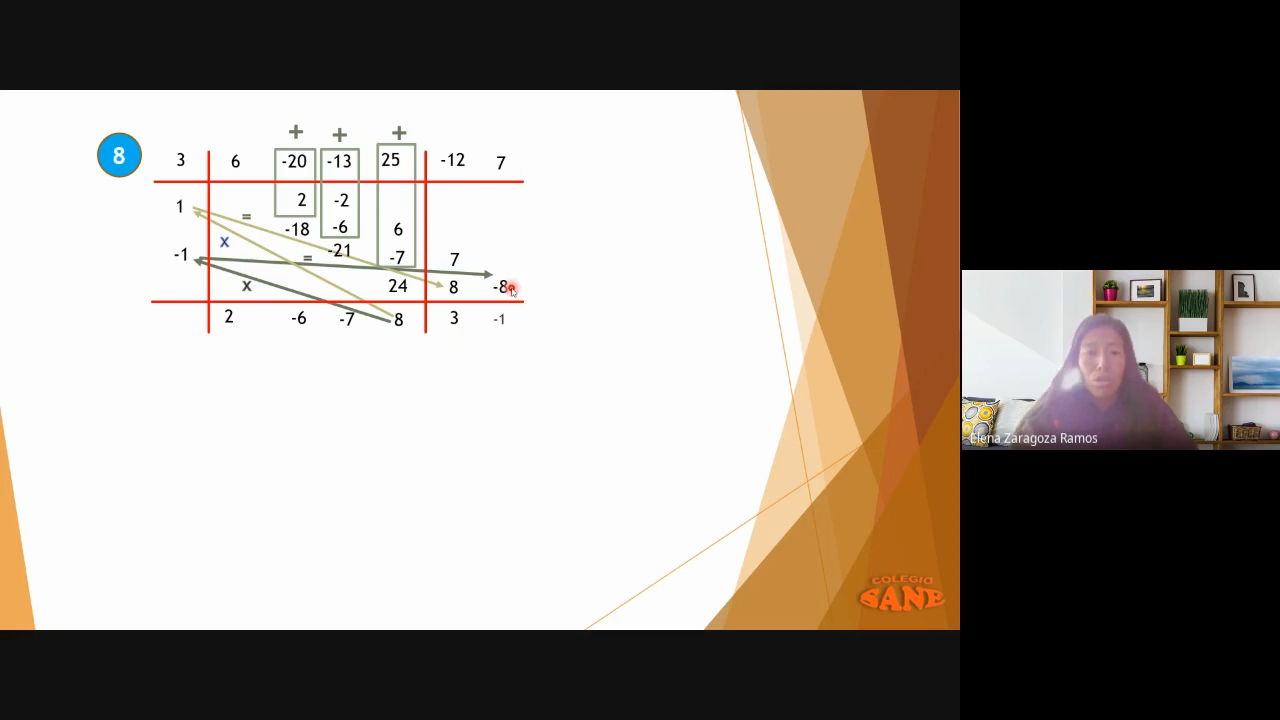 + + +
8
3 6 -20 -13 25 -12 7
1 2 -2
= -18 -6 6
x -21
-1 = -7 7
x 24 8 -8
2 -6 -7 8 3 -1
Elena Zaragoza Ramos
COLEGIO
SANE